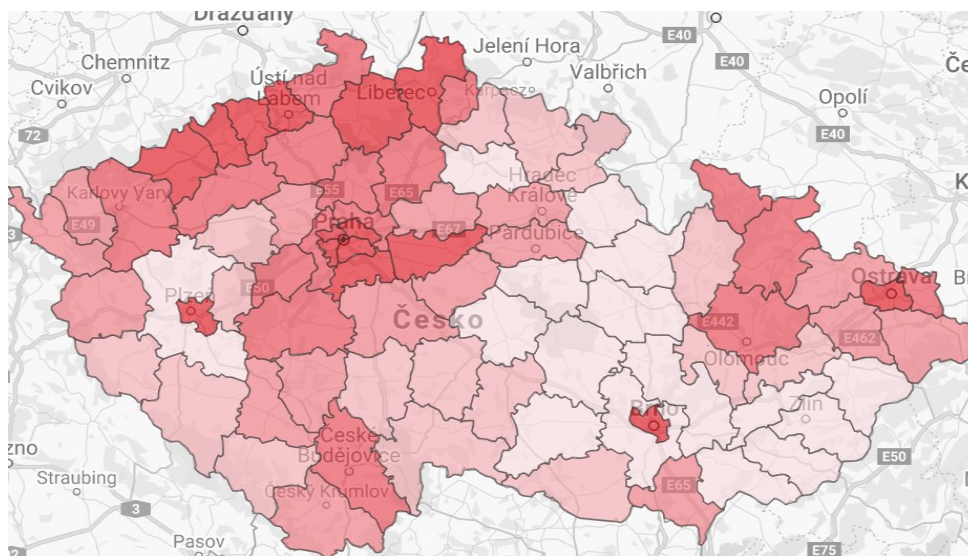 Drážďany
E40
Jelení Hora
Chemnitz
E40
Ústí nad
Labem
Valbřich
Cvikov
Liberec
Opolí
72
E40
Karlovy Vary
E55
E65
Hradec
Králové
E49
Praha
E67
Pardubice
Plzeň
E50
Ostrava
Česko
E442
E462
Olomouc
Brno
Zlín
České
Budějovice
E50
Straubing
E65
Český Krumlov
3
Pasov
E75